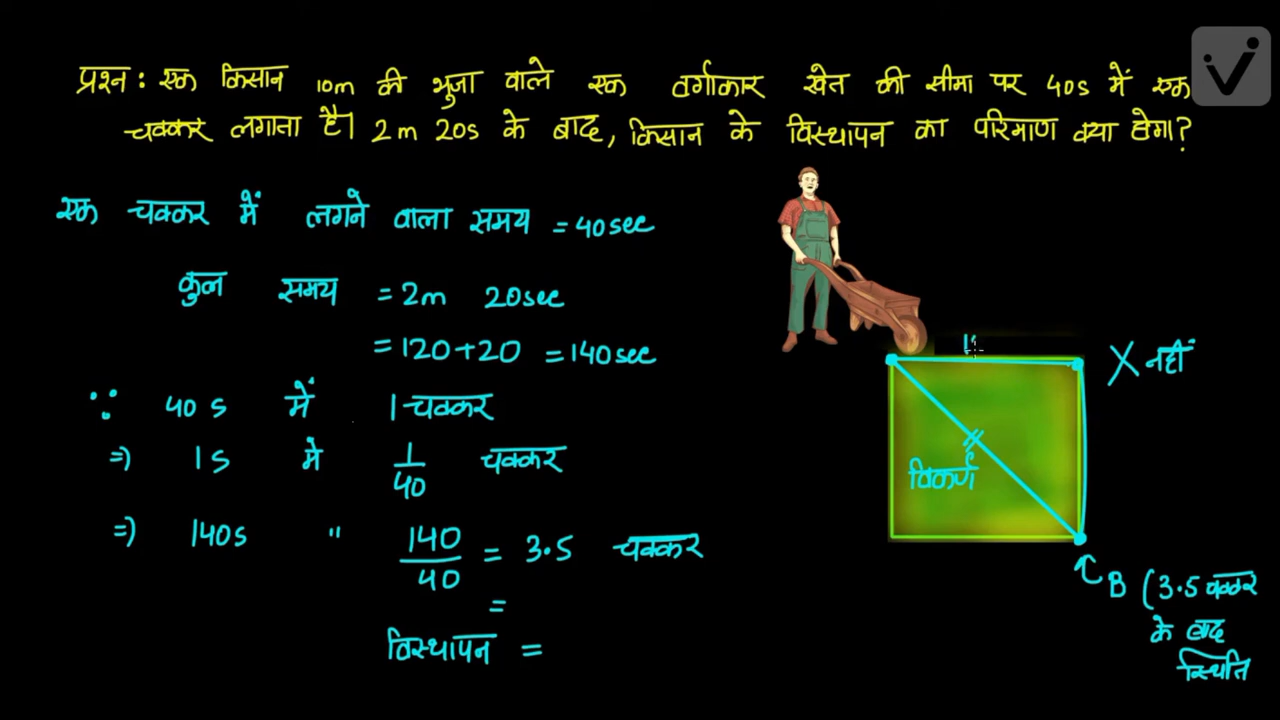 प्रश्न: एक किसान 10m की भुजा वाले एक वर्गाकार खेत की सीमा पर 40s में एक
चक्कर लगाता है। 2m 20s के बाद, किसान के विस्थापन का परिमाण क्या होगा?
एक चक्कर में लगने वाला समय = 40sec
कुल समय = 2m 20sec
= 120+20 = 140sec
∵ 40 s में 1 चक्कर
⇒ 1s मे 1/40 चक्कर
⇒ 140s " 140/40 = 3.5 चक्कर
=
विस्थापन =
X नहीं
विकर्ण
B (3.5 चक्कर
के बाद
स्थिति